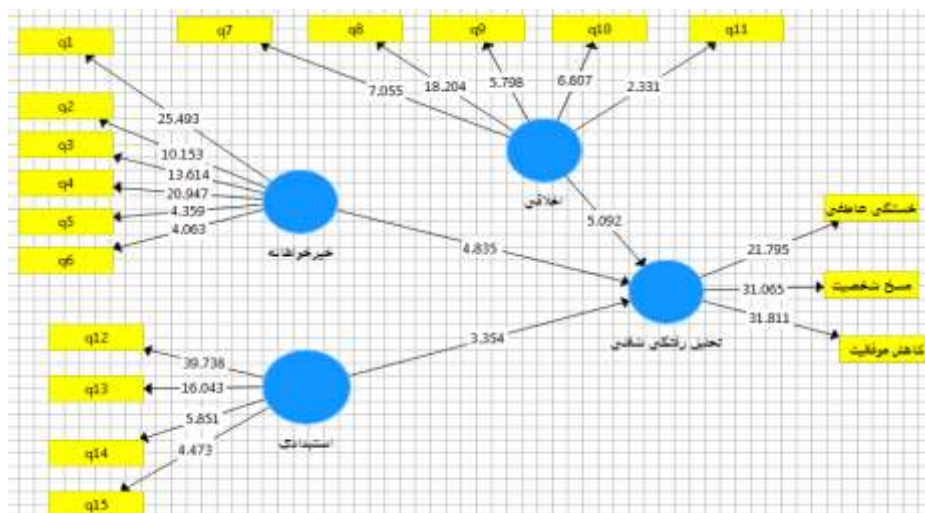 q1
q7
q8
q9
q10
q11
q2
q3
q4
q5
q6
25.493
10.153
13.614
20.947
4.359
4.063
7.055
18.204
5.798
6.607
2.331
اخلاقی
خیرخواهانه
5.092
4.835
3.354
خستگی عاطفی
مسخ شخصیت
کاهش موفقیت
21.795
31.065
31.811
تحلیل رفتگی شغلی
q12
q13
q14
q15
39.738
16.043
5.851
4.473